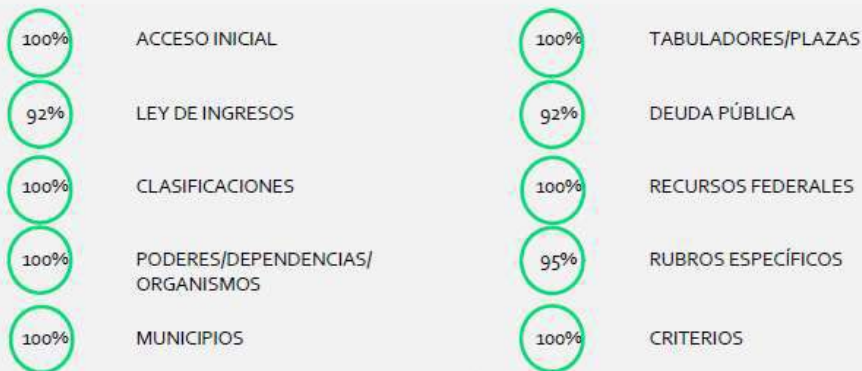 100% ACCESO INICIAL
92% LEY DE INGRESOS
100% CLASIFICACIONES
100% PODERES/DEPENDENCIAS/
ORGANISMOS
100% MUNICIPIOS
100% TABULADORES/PLAZAS
92% DEUDA PÚBLICA
100% RECURSOS FEDERALES
95% RUBROS ESPECÍFICOS
100% CRITERIOS